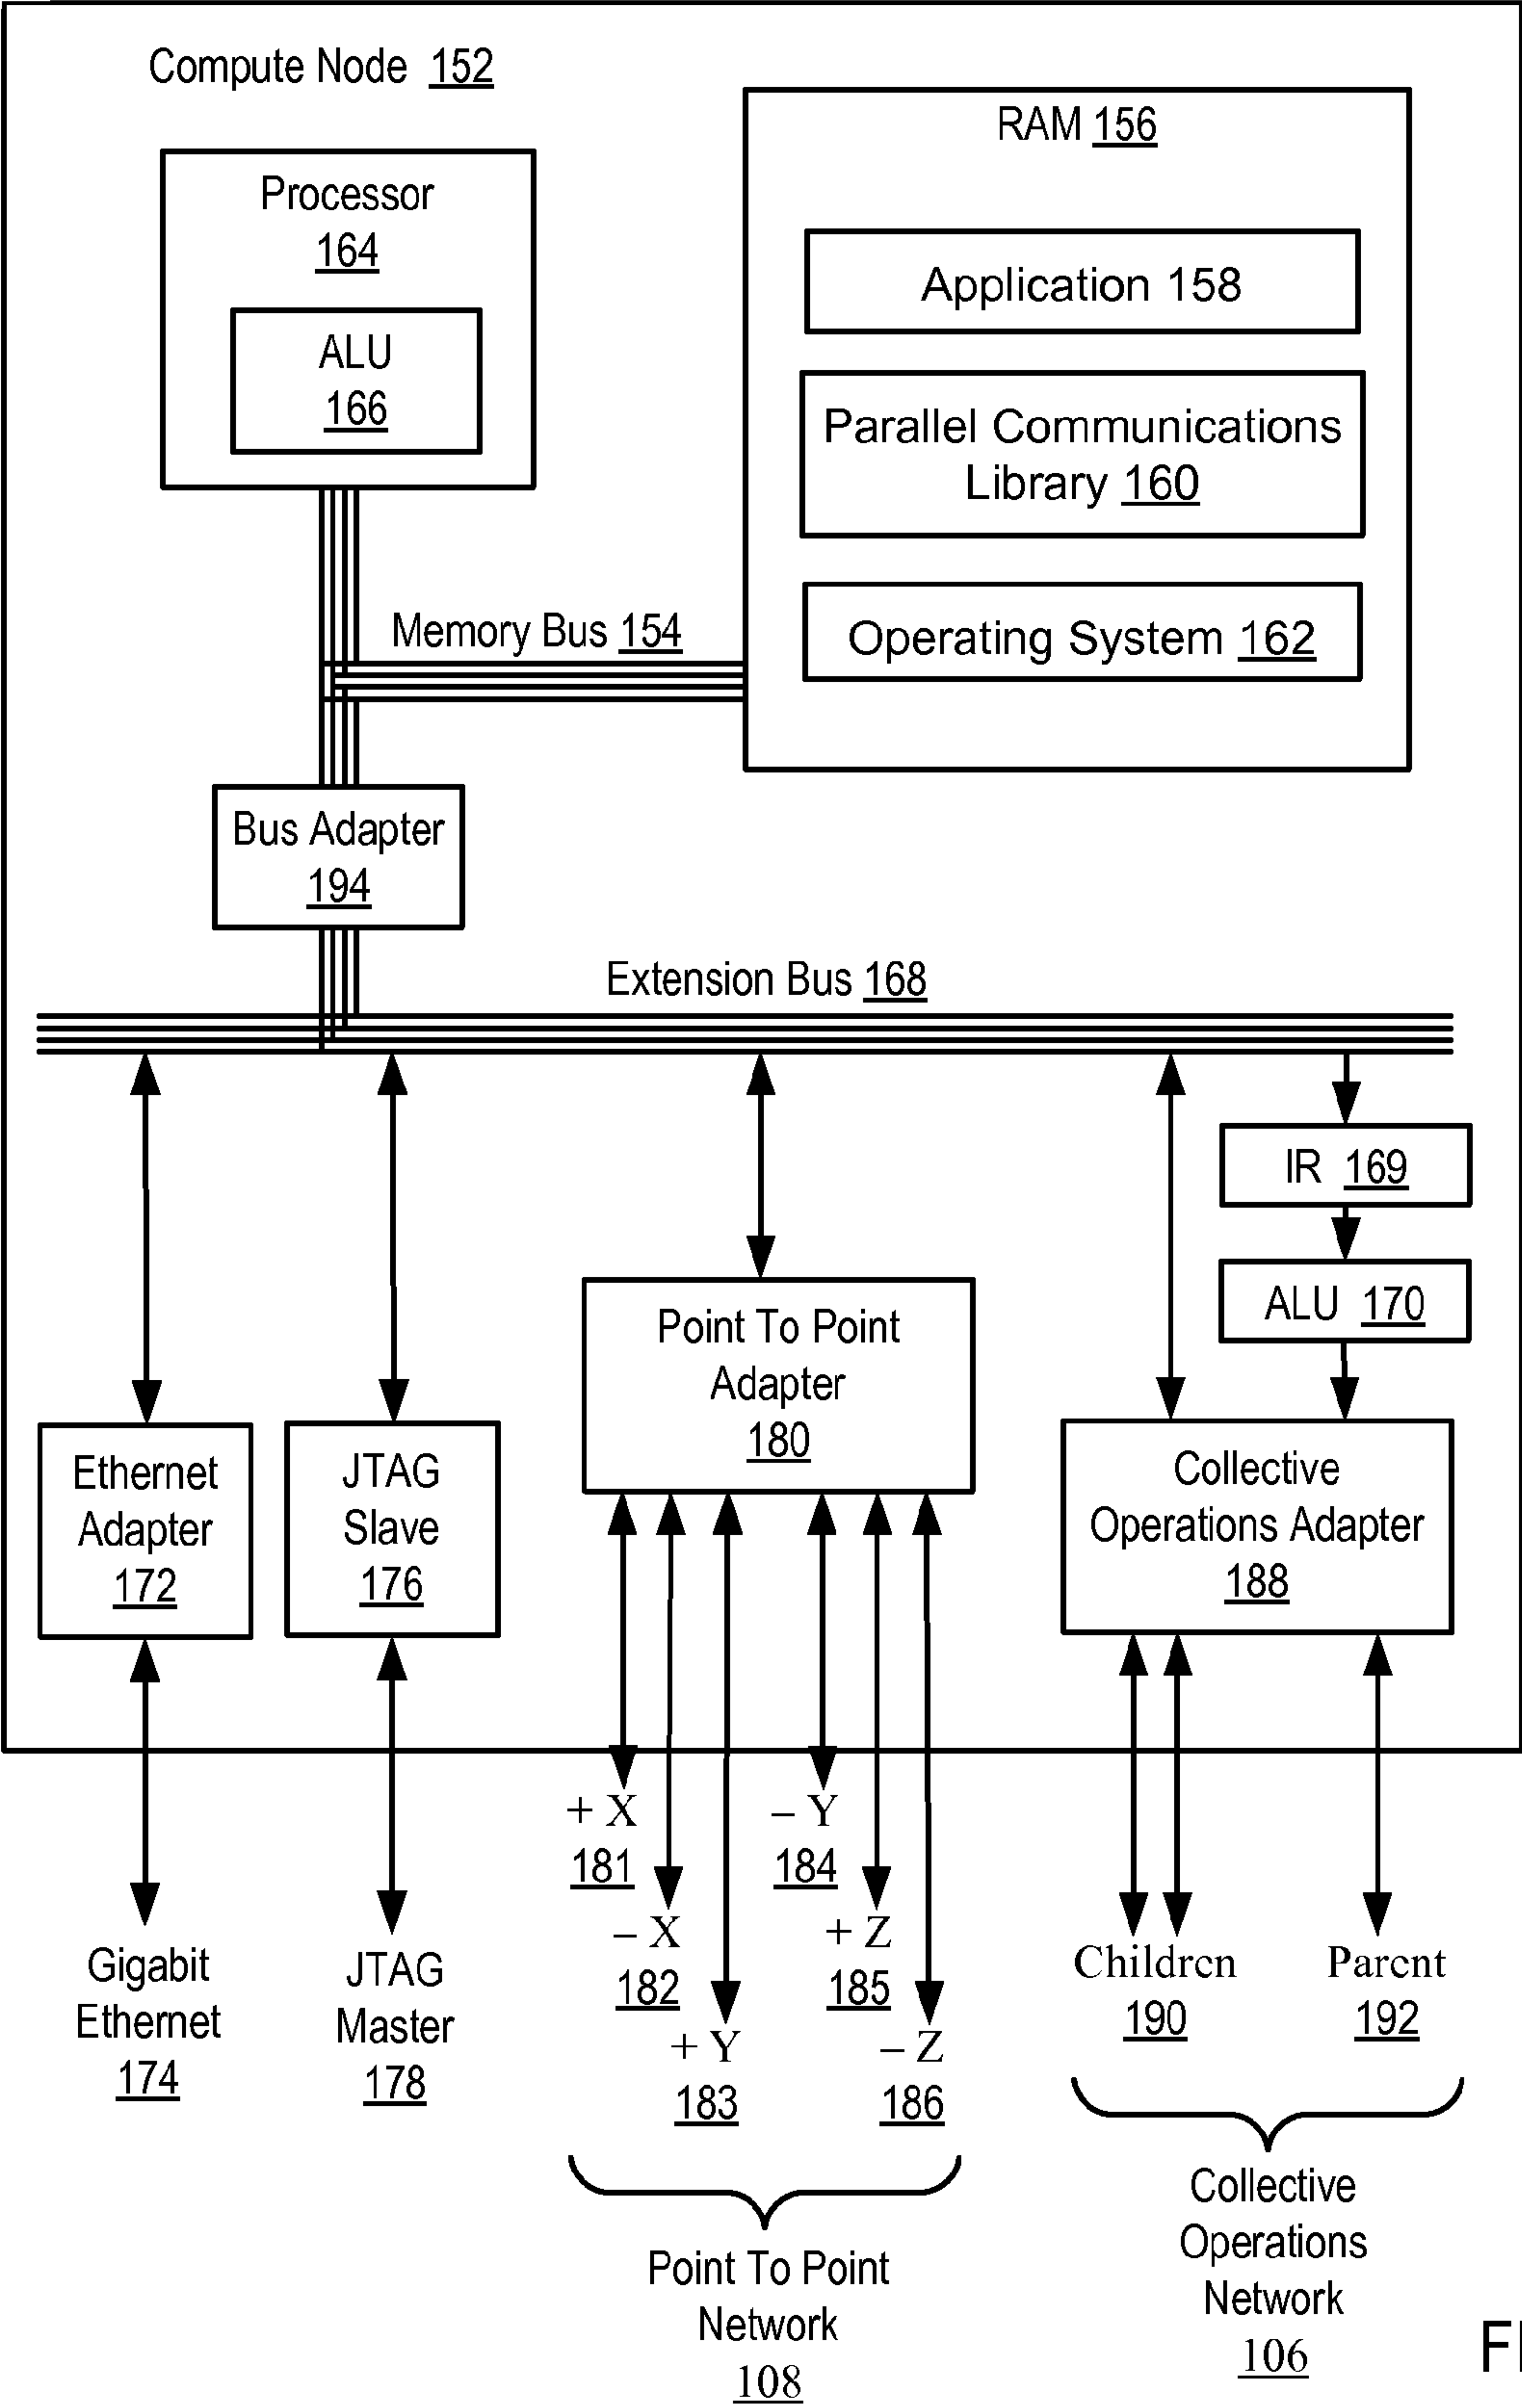 Compute Node 152
RAM 156
Processor
164
ALU
166
Application 158
Parallel Communications
Library 160
Operating System 162
Memory Bus 154
Bus Adapter
194
Extension Bus 168
IR 169
ALU 170
Point To Point
Adapter
180
Ethernet
Adapter
172
JTAG
Slave
176
Collective
Operations Adapter
188
+ X
181
– X
182
+ Y
183
– Y
184
+ Z
185
– Z
186
Gigabit
Ethernet
174
JTAG
Master
178
Children
190
Parent
192
Point To Point
Network
108
Collective
Operations
Network
106